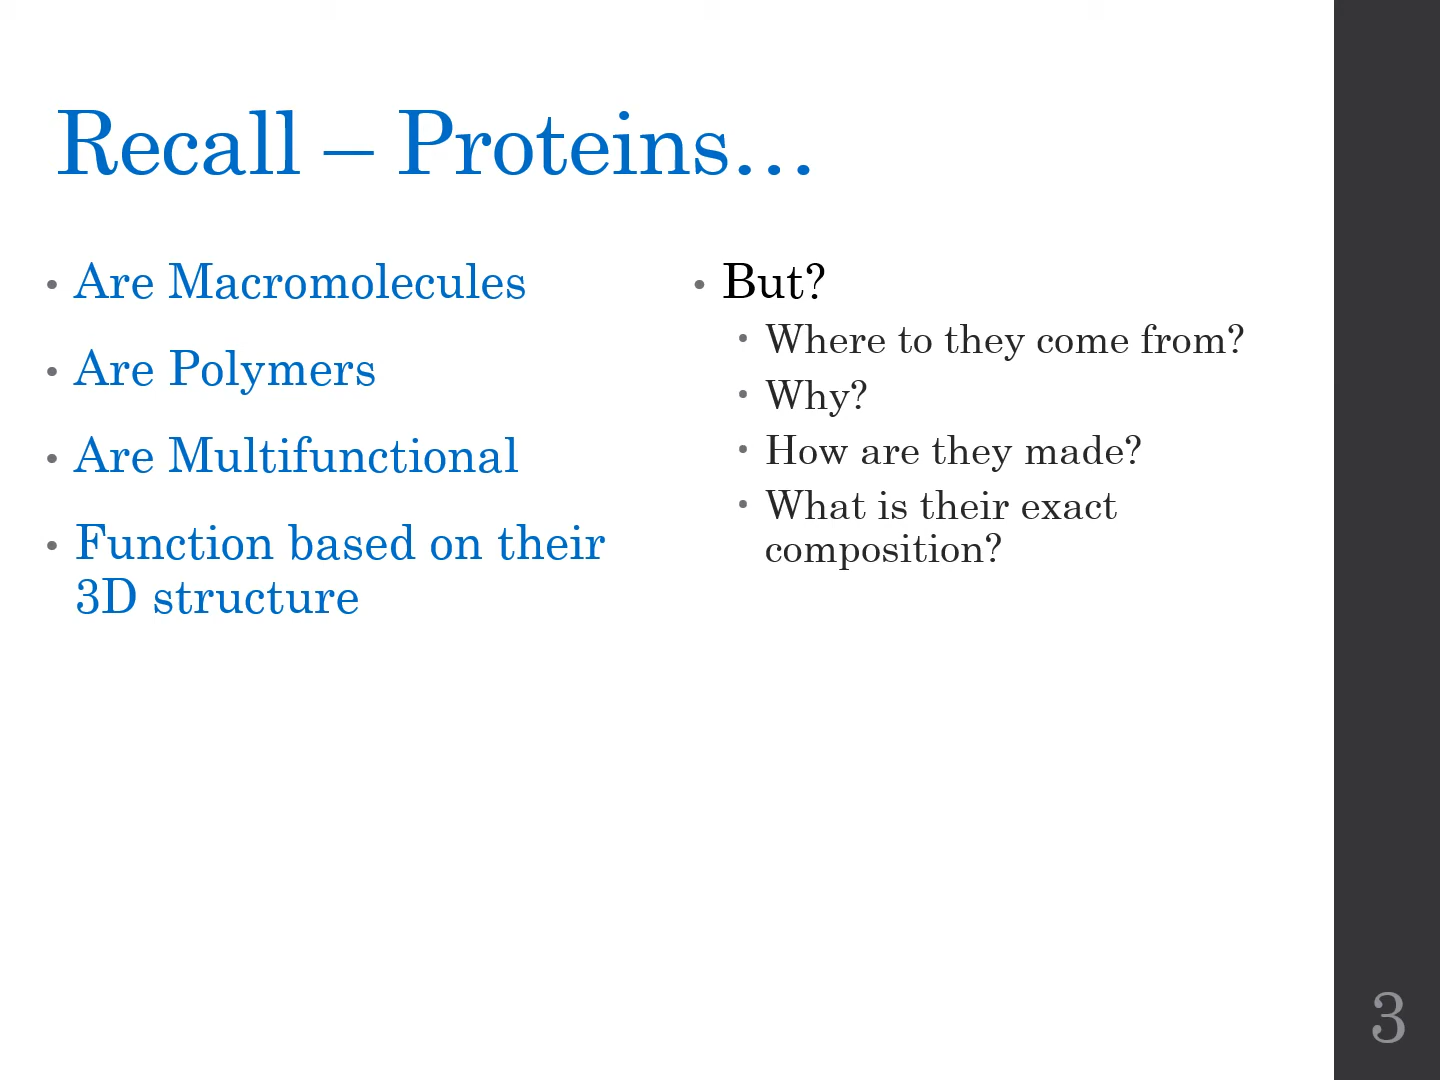 Recall – Proteins…
• Are Macromolecules
• Are Polymers
• Are Multifunctional
• Function based on their
3D structure
• But?
• Where to they come from?
• Why?
• How are they made?
• What is their exact
composition?
3